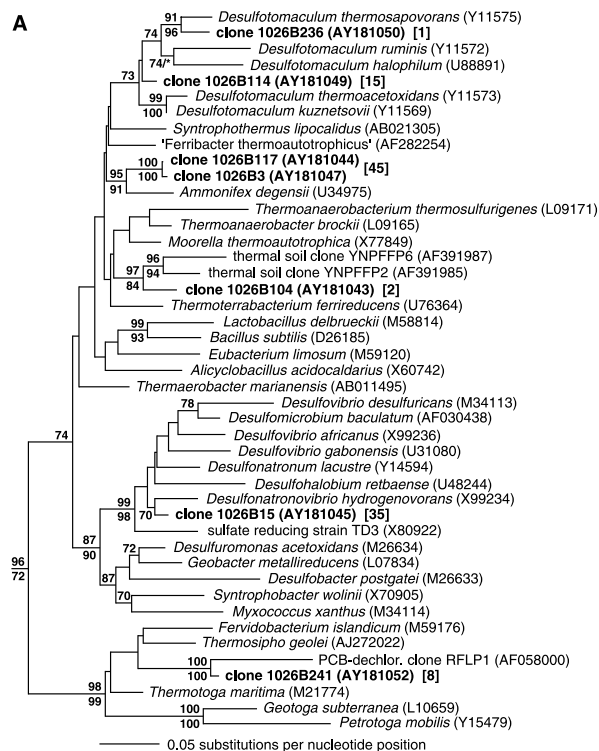 A
91
Desulfotomaculum thermosapovorans (Y11575)
74
96
clone 1026B236 (AY181050) [1]
Desulfotomaculum ruminis (Y11572)
74/*
Desulfotomaculum halophilum (U88891)
73
clone 1026B114 (AY181049) [15]
99
Desulfotomaculum thermoacetoxidans (Y11573)
100
Desulfotomaculum kuznetsovii (Y11569)
Syntrophothermus lipocalidus (AB021305)
'Ferribacter thermoautotrophicus' (AF282254)
100
clone 1026B117 (AY181044)
[45]
95
100
clone 1026B3 (AY181047)
91
Ammonifex degensii (U34975)
Thermoanaerobacterium thermosulfurigenes (L09171)
Thermoanaerobacter brockii (L09165)
Moorella thermoautotrophica (X77849)
96
thermal soil clone YNPFFP6 (AF391987)
97
94
thermal soil clone YNPFFP2 (AF391985)
84
clone 1026B104 (AY181043) [2]
Thermoterrabacterium ferrireducens (U76364)
99
Lactobacillus delbrueckii (M58814)
93
Bacillus subtilis (D26185)
Eubacterium limosum (M59120)
Alicyclobacillus acidocaldarius (X60742)
Thermaerobacter marianensis (AB011495)
78
Desulfovibrio desulfuricans (M34113)
Desulfomicrobium baculatum (AF030438)
74
Desulfovibrio africanus (X99236)
Desulfovibrio gabonensis (U31080)
Desulfonatronum lacustre (Y14594)
Desulfohalobium retbaense (U48244)
99
Desulfonatronovibrio hydrogenovorans (X99234)
98
70
clone 1026B15 (AY181045) [35]
sulfate reducing strain TD3 (X80922)
87
90
72
Desulfuromonas acetoxidans (M26634)
96
72
Geobacter metallireducens (L07834)
87
Desulfobacter postgatei (M26633)
70
Syntrophobacter wolinii (X70905)
Myxococcus xanthus (M34114)
Fervidobacterium islandicum (M59176)
Thermosipho geolei (AJ272022)
100
PCB-dechlor. clone RFLP1 (AF058000)
100
clone 1026B241 (AY181052) [8]
98
99
Thermotoga maritima (M21774)
100
Geotoga subterranea (L10659)
100
Petrotoga mobilis (Y15479)
0.05 substitutions per nucleotide position